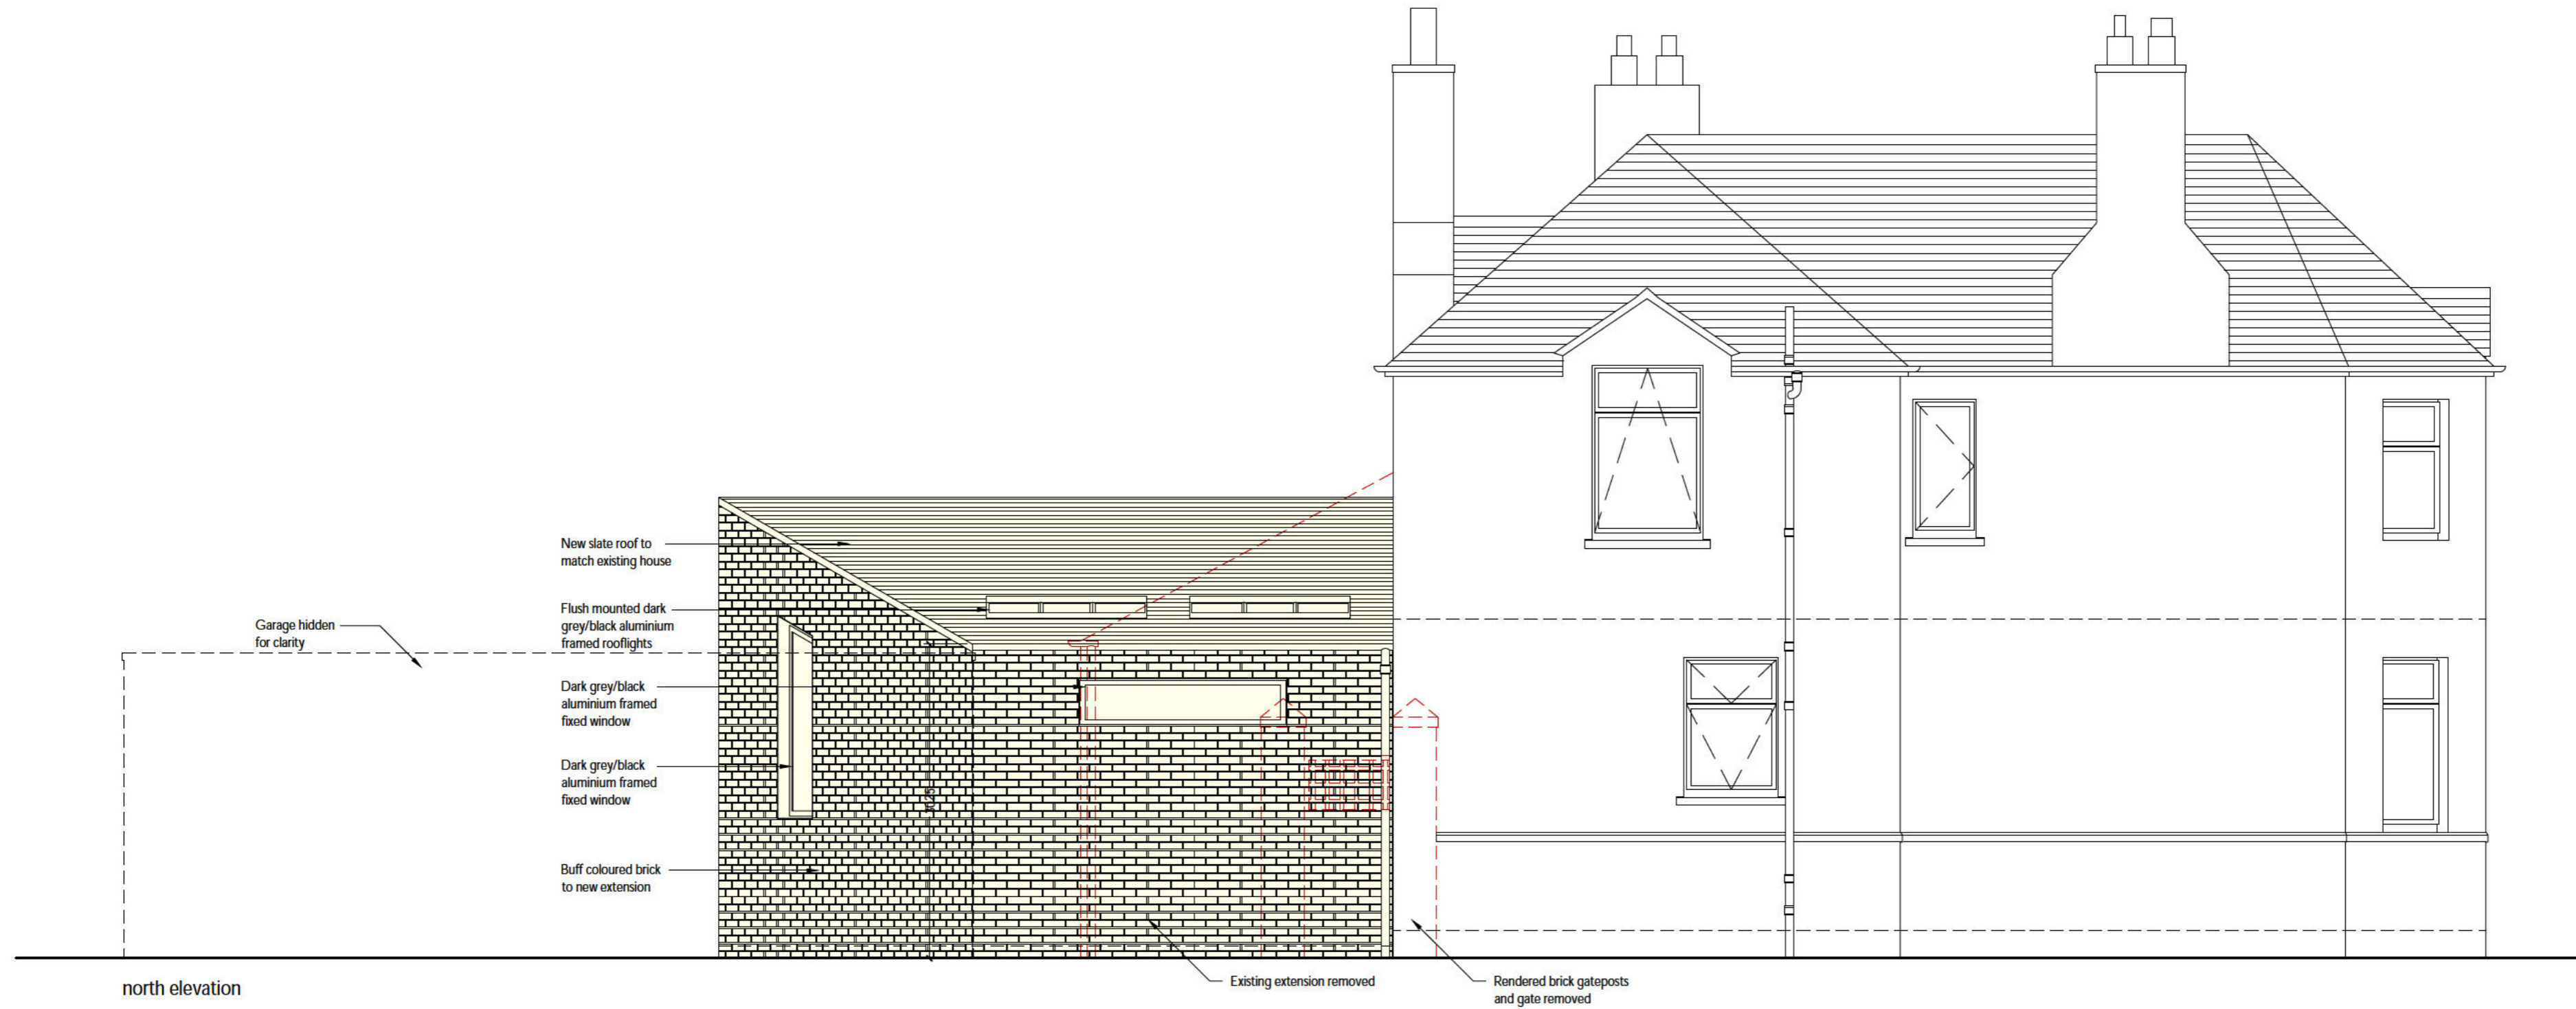 New slate roof to
match existing house
Flush mounted dark
grey/black aluminium
framed rooflights
Garage hidden
for clarity
Dark grey/black
aluminium framed
fixed window
Dark grey/black
aluminium framed
fixed window
Buff coloured brick
to new extension
Existing extension removed
Rendered brick gateposts
and gate removed
north elevation